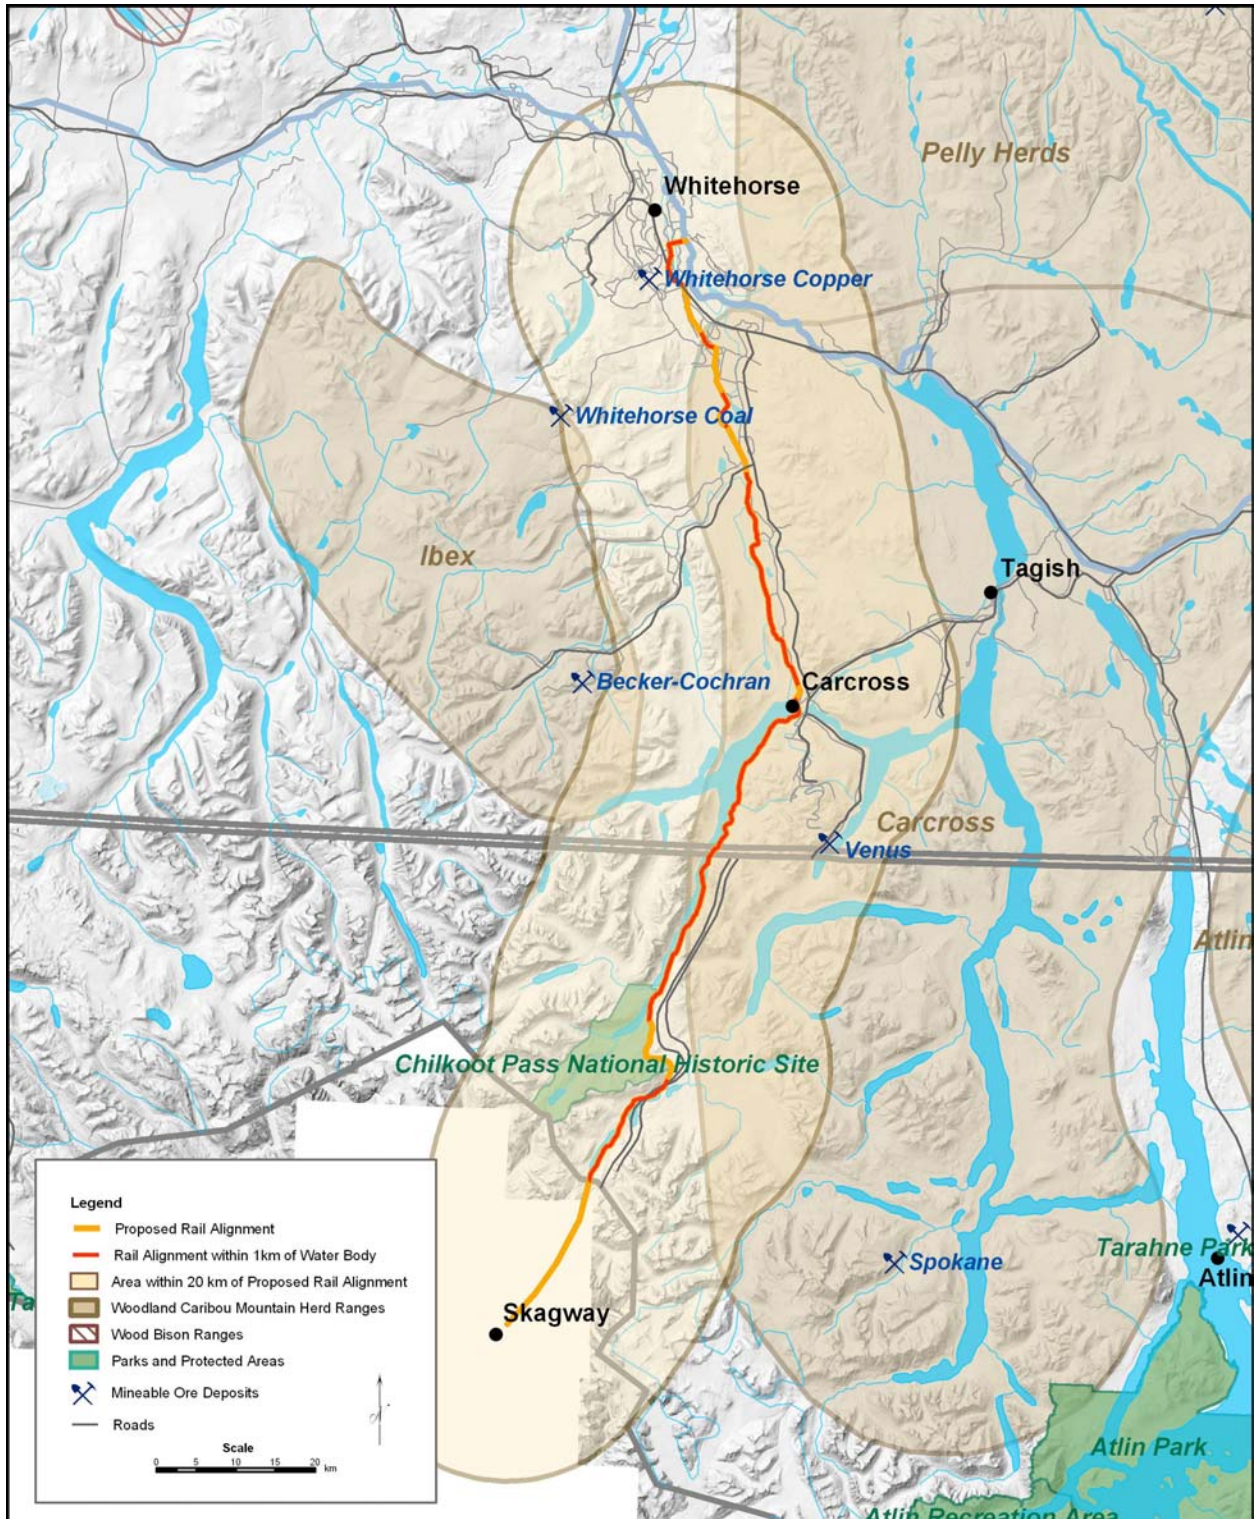 Pelly Herds
Whitehorse
Whitehorse Copper
Whitehorse Coal
Ibex
Tagish
Becker-Cochran
Carcross
Carcross
Venus
Atlin
Chilkoot Pass National Historic Site
Tarahne Park
Atlin
Spokane
Ta
Skagway
Atlin Park
Atlin Recreation Area
Legend
Proposed Rail Alignment
Rail Alignment within 1km of Water Body
Area within 20 km of Proposed Rail Alignment
Woodland Caribou Mountain Herd Ranges
Wood Bison Ranges
Parks and Protected Areas
Mineable Ore Deposits
Roads
Scale
0 5 10 15 20
km